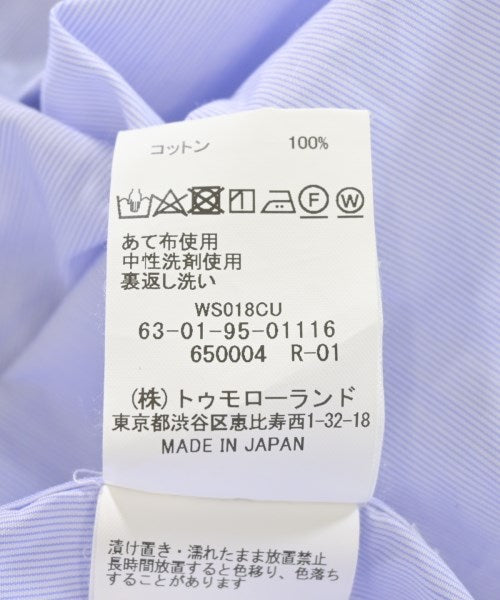 コットン 100%
F W
あて布使用
中性洗剤使用
裏返し洗い
WS018CU
63-01-95-01116
650004 R-01
(株)トゥモローランド
東京都渋谷区恵比寿西1-32-18
MADE IN JAPAN
漬け置き・濡れたまま放置禁止
長時間放置すると色移り、色落ち
することがあります